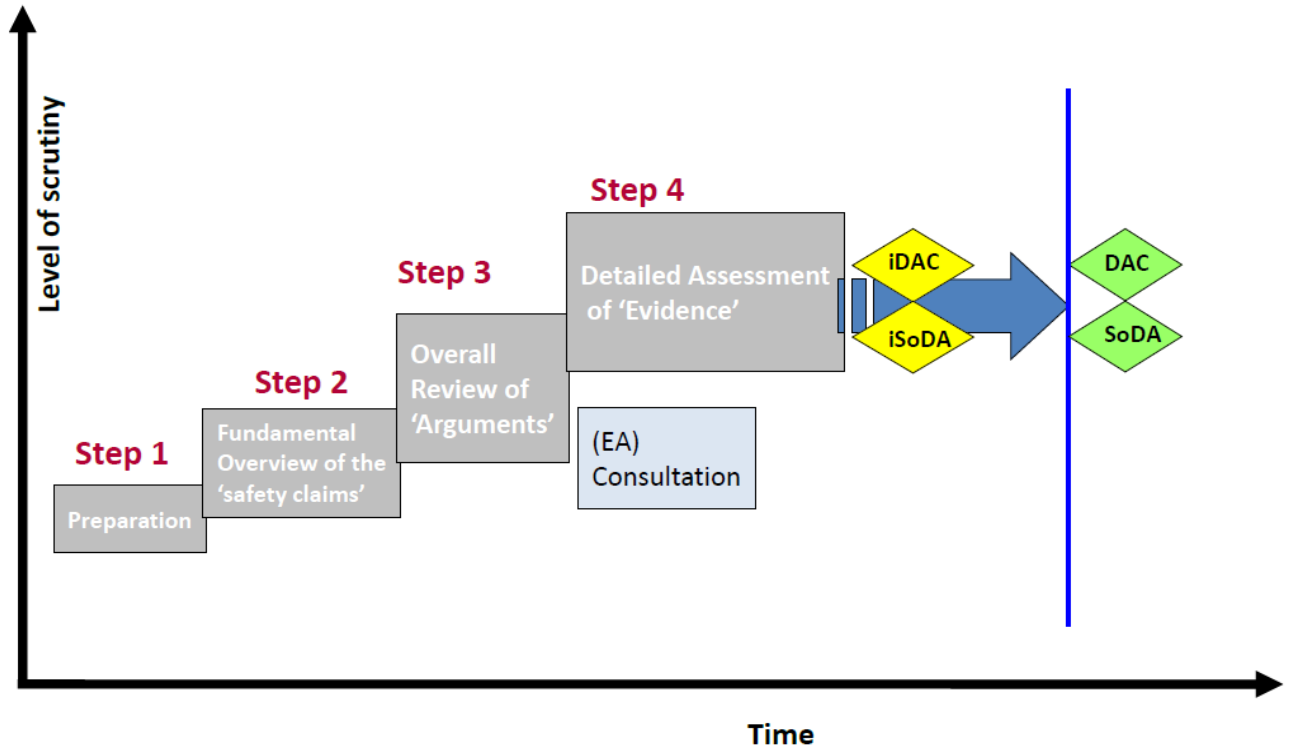 Level of scrutiny
Step 1
Preparation
Step 2
Fundamental
Overview of the
‘safety claims’
Step 3
Overall
Review of
‘Arguments’
Step 4
Detailed Assessment
of ‘Evidence’
(EA)
Consultation
iDAC
iSoDA
DAC
SoDA
Time